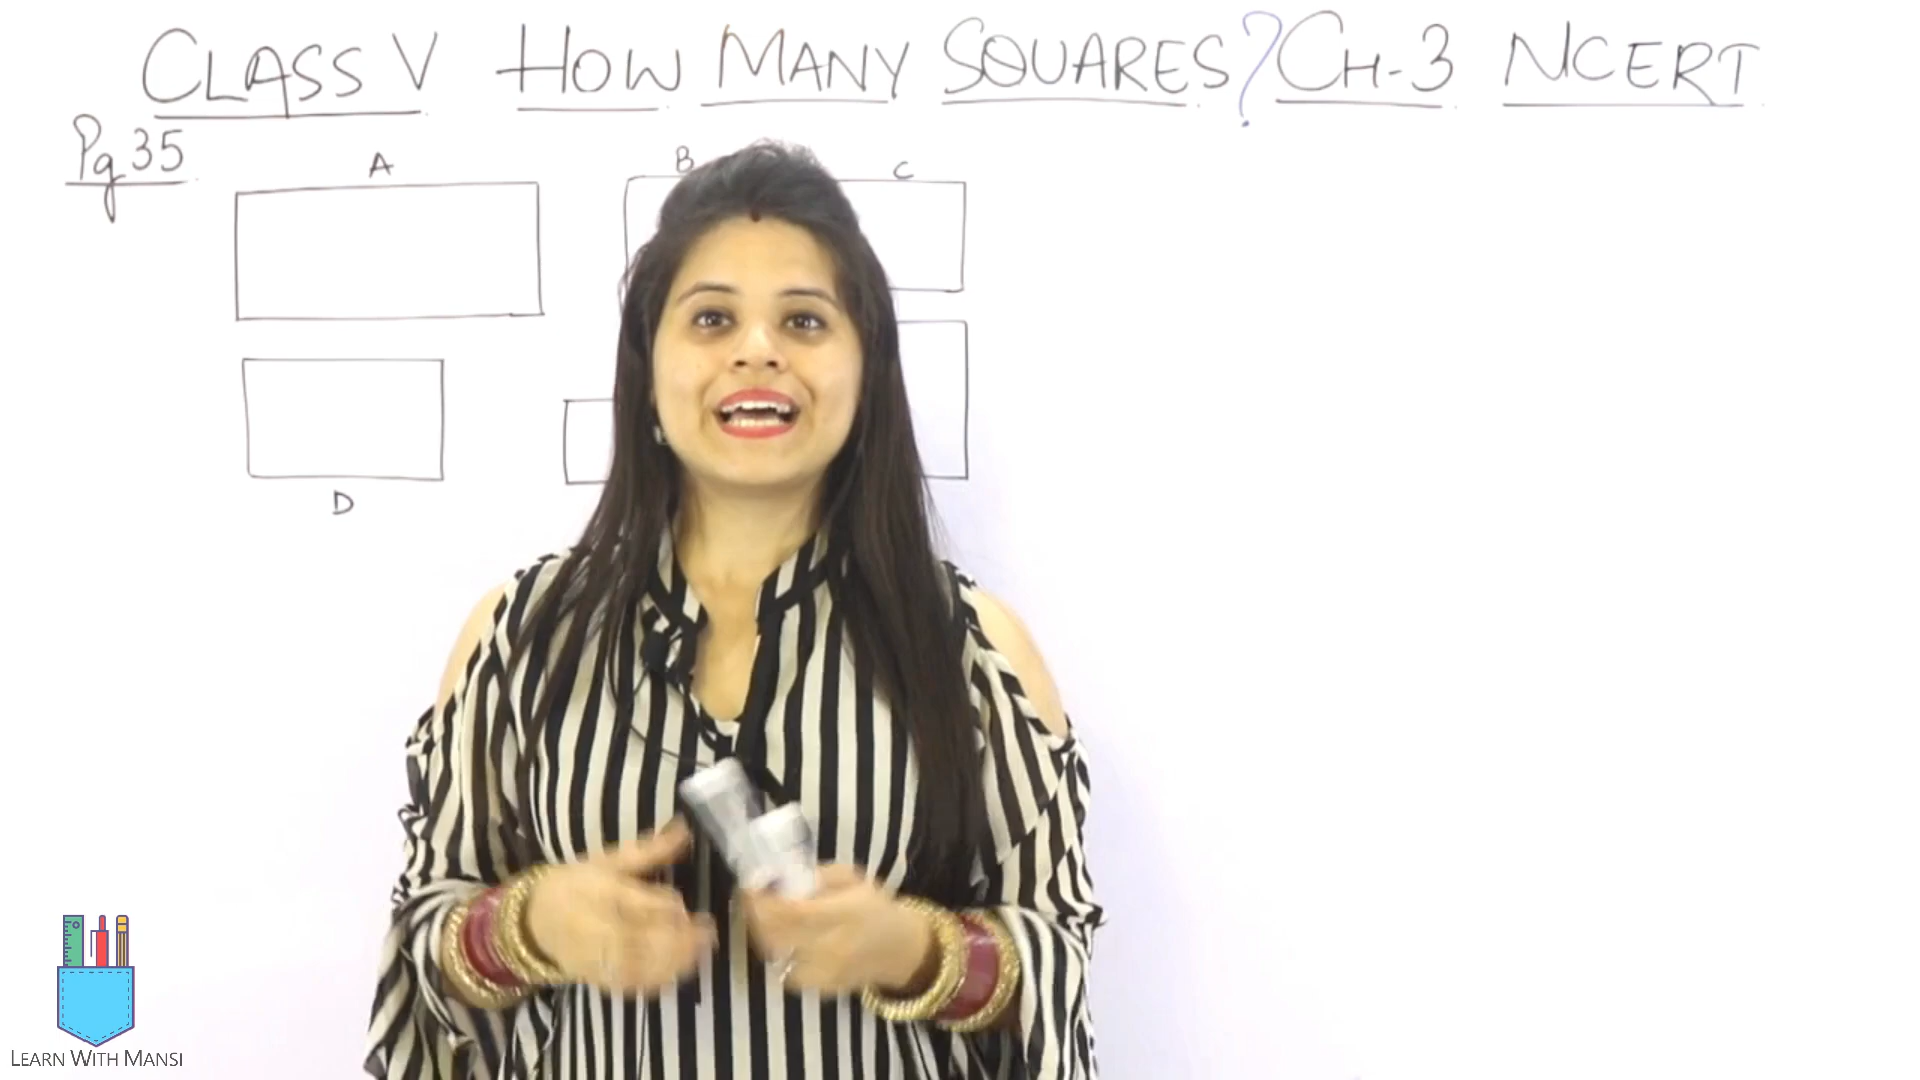 CLASS V HOW MANY SQUARES? CH-3 NCERT
Pg 35
A B C
D
LEARN WITH MANSI